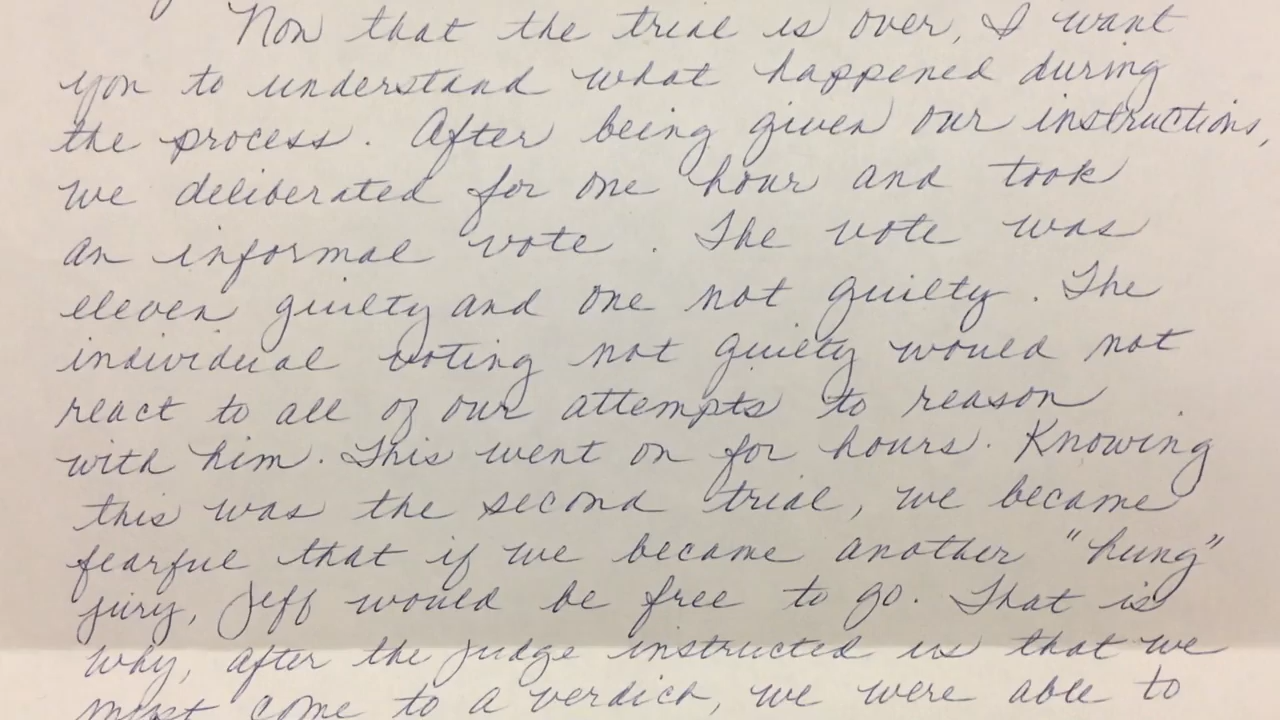 Now that the trial is over, I want
you to understand what happened during
the process. After being given our instructions,
we deliberated for one hour and took
an informal vote. The vote was
eleven guilty and one not guilty. The
individual voting not guilty would not
react to all of our attempts to reason
with him. This went on for hours. Knowing
this was the second trial, we became
fearful that if we became another "hung"
jury, Jeff would be free to go. That is
why, after the judge instructed us that we
must come to a verdict, we were able to